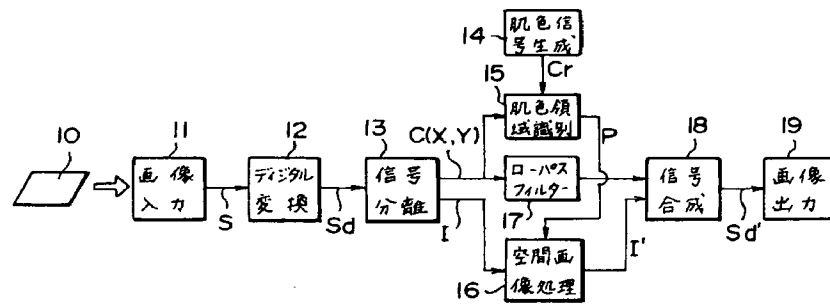 14
肌色信
号生成
Cr
15
肌色領
域識別
P
10
11
画像
入力
S
12
ディジタル
変換
Sd
13
信号
分離
C(X,Y)
I
ローパス
フィルター
17
空間画
像処理
16
I'
18
信号
合成
Sd'
19
画像
出力